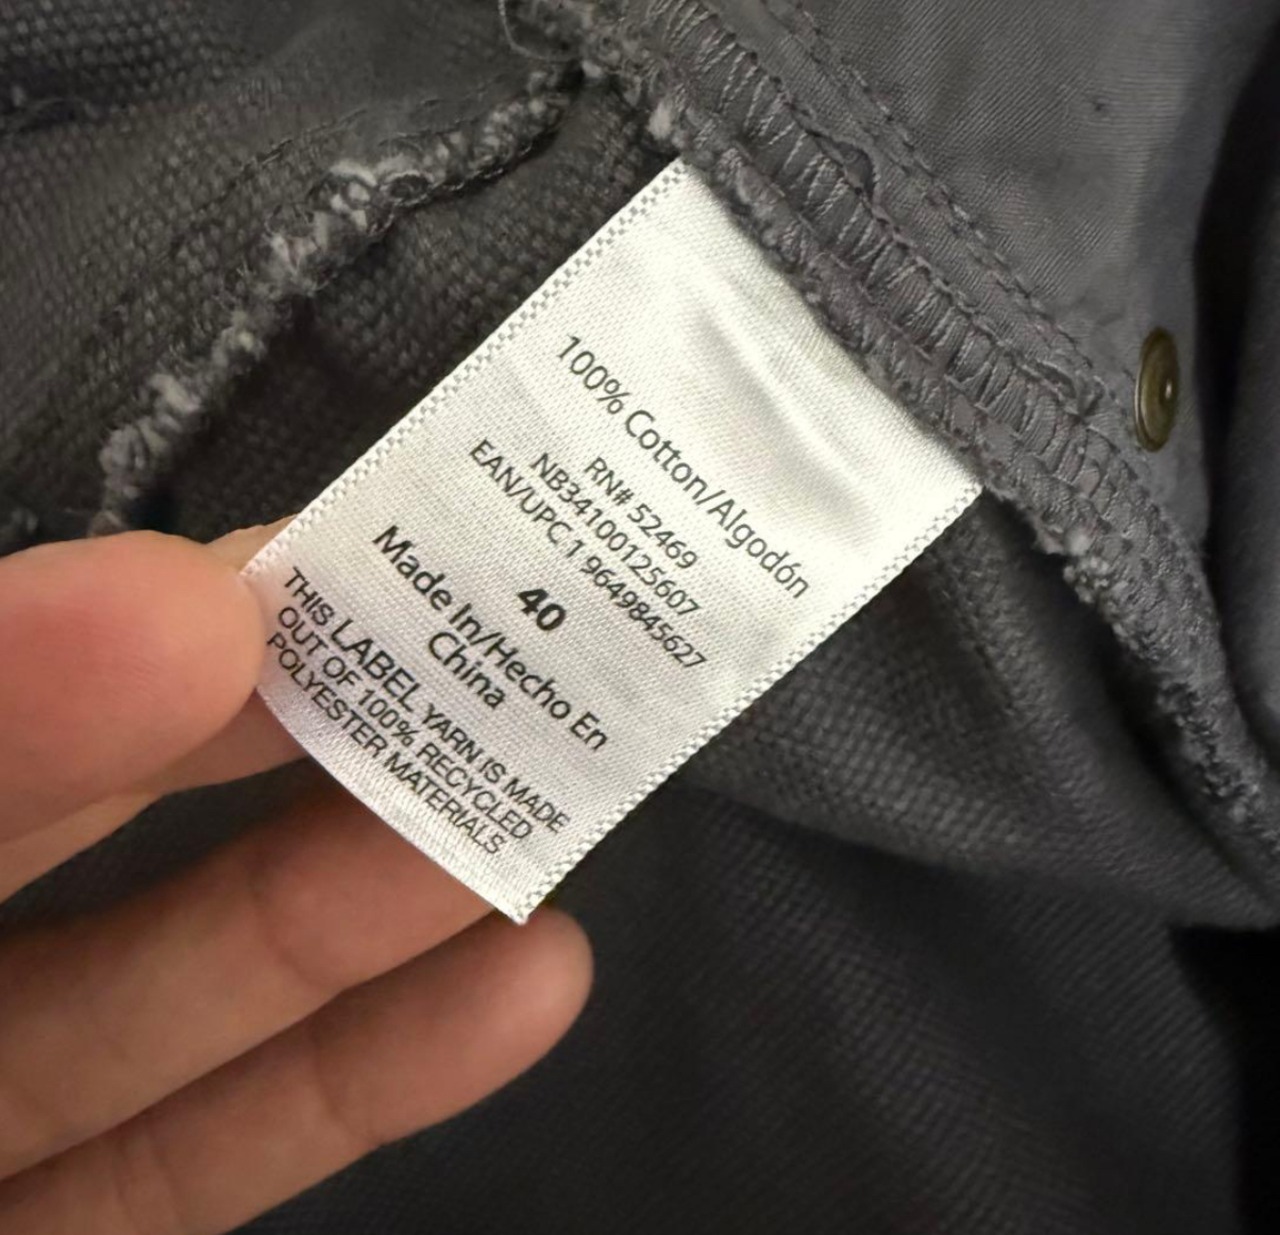 100% Cotton/Algodón
RN# 52469
NB34100125607
EAN/UPC 1 9649845627
40
Made In/Hecho En
China
THIS LABEL YARN IS MADE
OUT OF 100% RECYCLED
POLYESTER MATERIALS